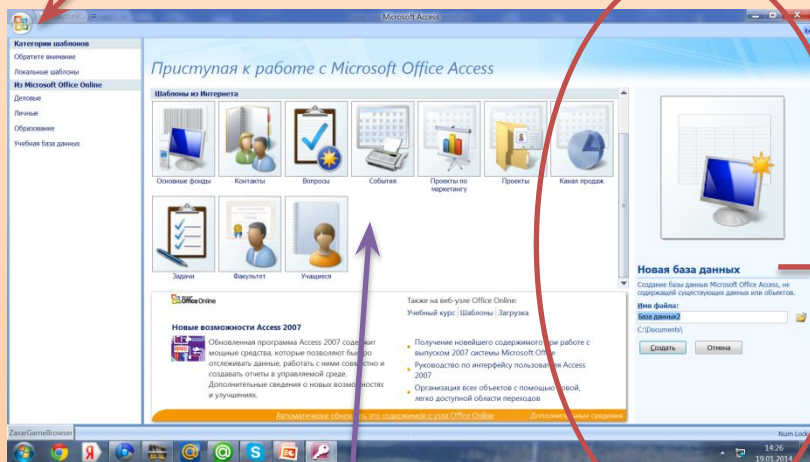 Microsoft Access
Категории шаблонов
Обратите внимание
Локальные шаблоны
Из Microsoft Office Online
Деловые
Личные
Образование
Учебная база данных
Приступая к работе с Microsoft Office Access
Шаблоны из Интернета
Основные фонды
Контакты
Вопросы
События
Проекты по маркетингу
Проекты
Канал продаж
Задачи
Факультет
Учащиеся
Office Online
Новые возможности Access 2007
Обновленная программа Access 2007 содержит
мощные средства, которые позволяют быстро
отслеживать данные, работать с ними совместно и
создавать отчеты в управляемой среде.
Дополнительные сведения о новых возможностях
и улучшениях.
Также на веб-узле Office Online:
Учебный курс | Шаблоны | Загрузка
Получение новейшего содержимого при работе с
выпуском 2007 системы Microsoft Office
Руководство по интерфейсу пользователя Access
2007
Организация всех объектов с помощью новой,
легко доступной области переходов
Автоматически обновлять это содержимое с узла Office Online
Дополнительные сведения
Новая база данных
Создание базы данных Microsoft Office Access, не
содержащей существующих данных или объектов.
Имя файла:
База данных2
C:\Documents\
Создать
Отмена
ZaxarGameBrowser
Num Lock
14:26
19.01.2014